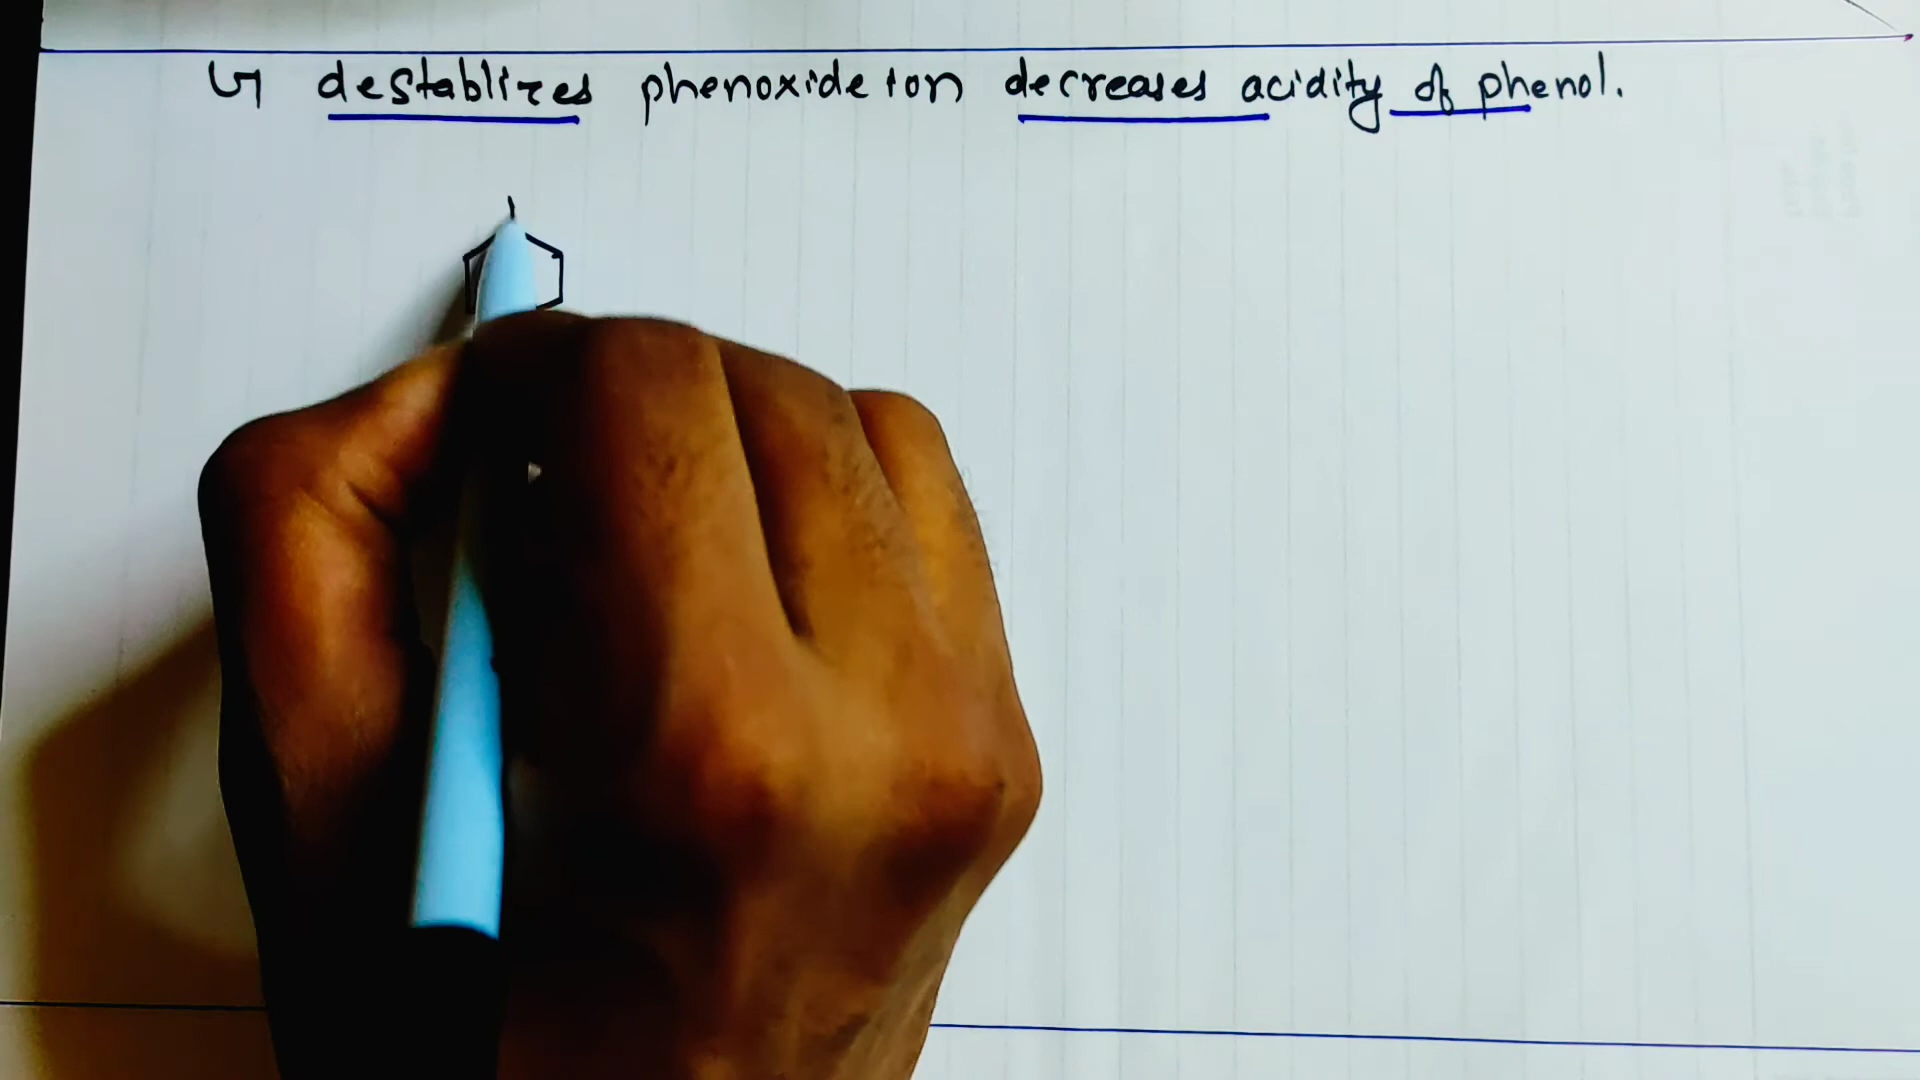 ↳ destablizes phenoxide ion decreases acidity of phenol.